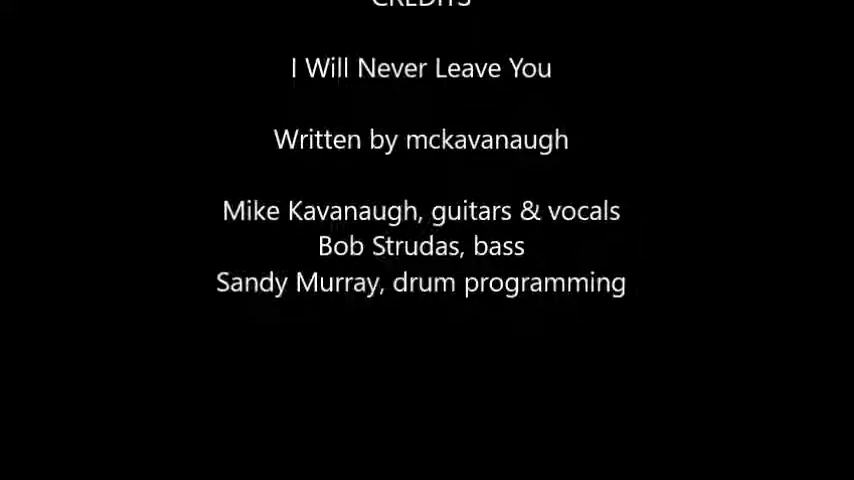 CREDITS
I Will Never Leave You
Written by mckavanaugh
Mike Kavanaugh, guitars & vocals
Bob Strudas, bass
Sandy Murray, drum programming